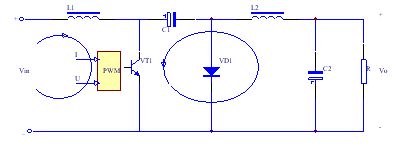 L1
L2
+
+
C1
I
Vin
PWM
VT1
VD1
C2
R
Vo
U
-
-